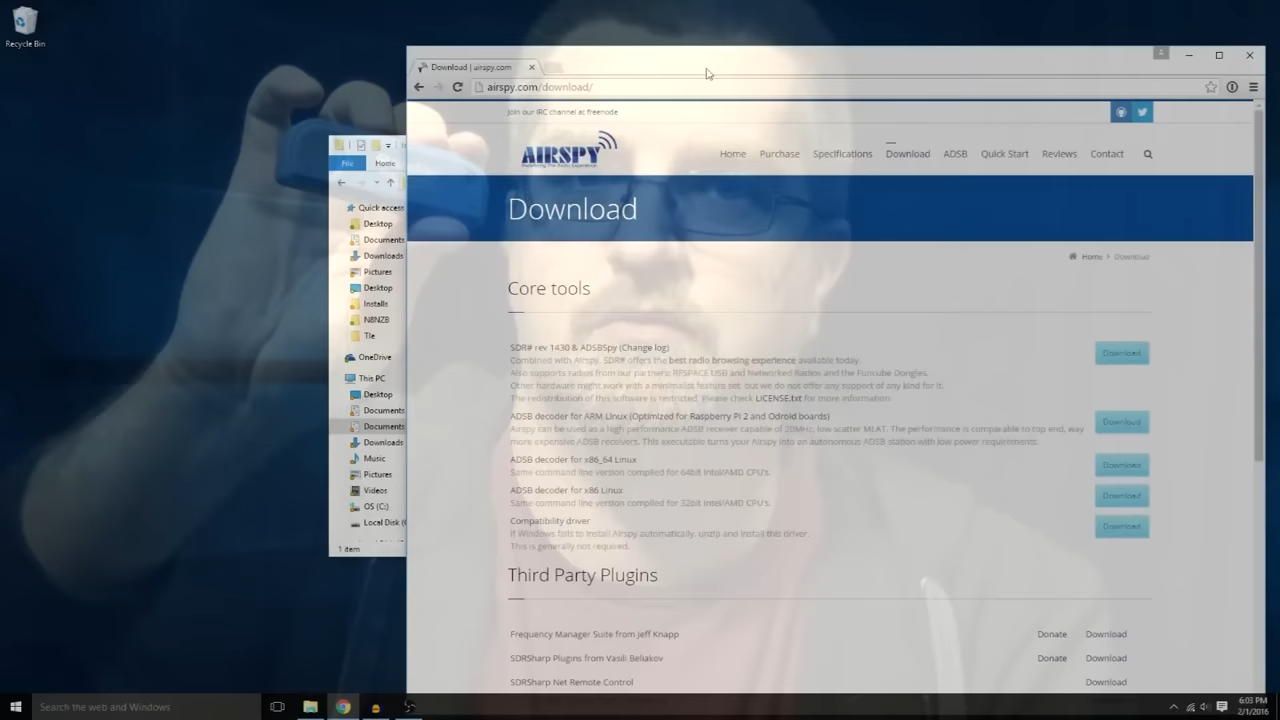 Recycle Bin
Download | airspy.com
airspy.com/download/
Join our IRC channel at freenode
AIRSPY
Home Purchase Specifications Download ADSB Quick Start Reviews Contact
Download
Home > Download
Core tools
SDR# rev 1430 & ADSBSpy (Change log)
Combined with Airspy, SDR# offers the best radio browsing experience available today.
Also supports radios from our partners: RFSPACE USB and Networked Radios and the Funcube Dongles.
Other hardware might work with a minimalist feature set, but we do not offer any support of any kind for it.
The redistribution of this software is restricted. Please check LICENSE.txt for more information.
Download
ADSB decoder for ARM Linux (Optimized for Raspberry Pi 2 and Odroid boards)
Airspy can be used as a high performance ADSB receiver capable of 20MHz, low scatter MLAT. The performance is comparable to top end, way
more expensive ADSB receivers. This executable turns your Airspy into an autonomous ADSB station with low power requirements.
Download
ADSB decoder for x86_64 Linux
Same command line version compiled for 64bit Intel/AMD CPU's.
Download
ADSB decoder for x86 Linux
Same command line version compiled for 32bit Intel/AMD CPU's.
Download
Compatibility driver
If Windows fails to install Airspy automatically, unzip and install this driver.
This is generally not required.
Download
Third Party Plugins
Frequency Manager Suite from Jeff Knapp Donate Download
SDRSharp Plugins from Vasili Beliakov Donate Download
SDRSharp Net Remote Control Download
File Home
Quick access
Desktop
Documents
Downloads
Pictures
Desktop
Installs
N8NZB
Tle
OneDrive
This PC
Desktop
Documents
Documents
Downloads
Music
Pictures
Videos
OS (C:)
Local Disk (
1 item
Search the web and Windows
6:03 PM
2/1/2016